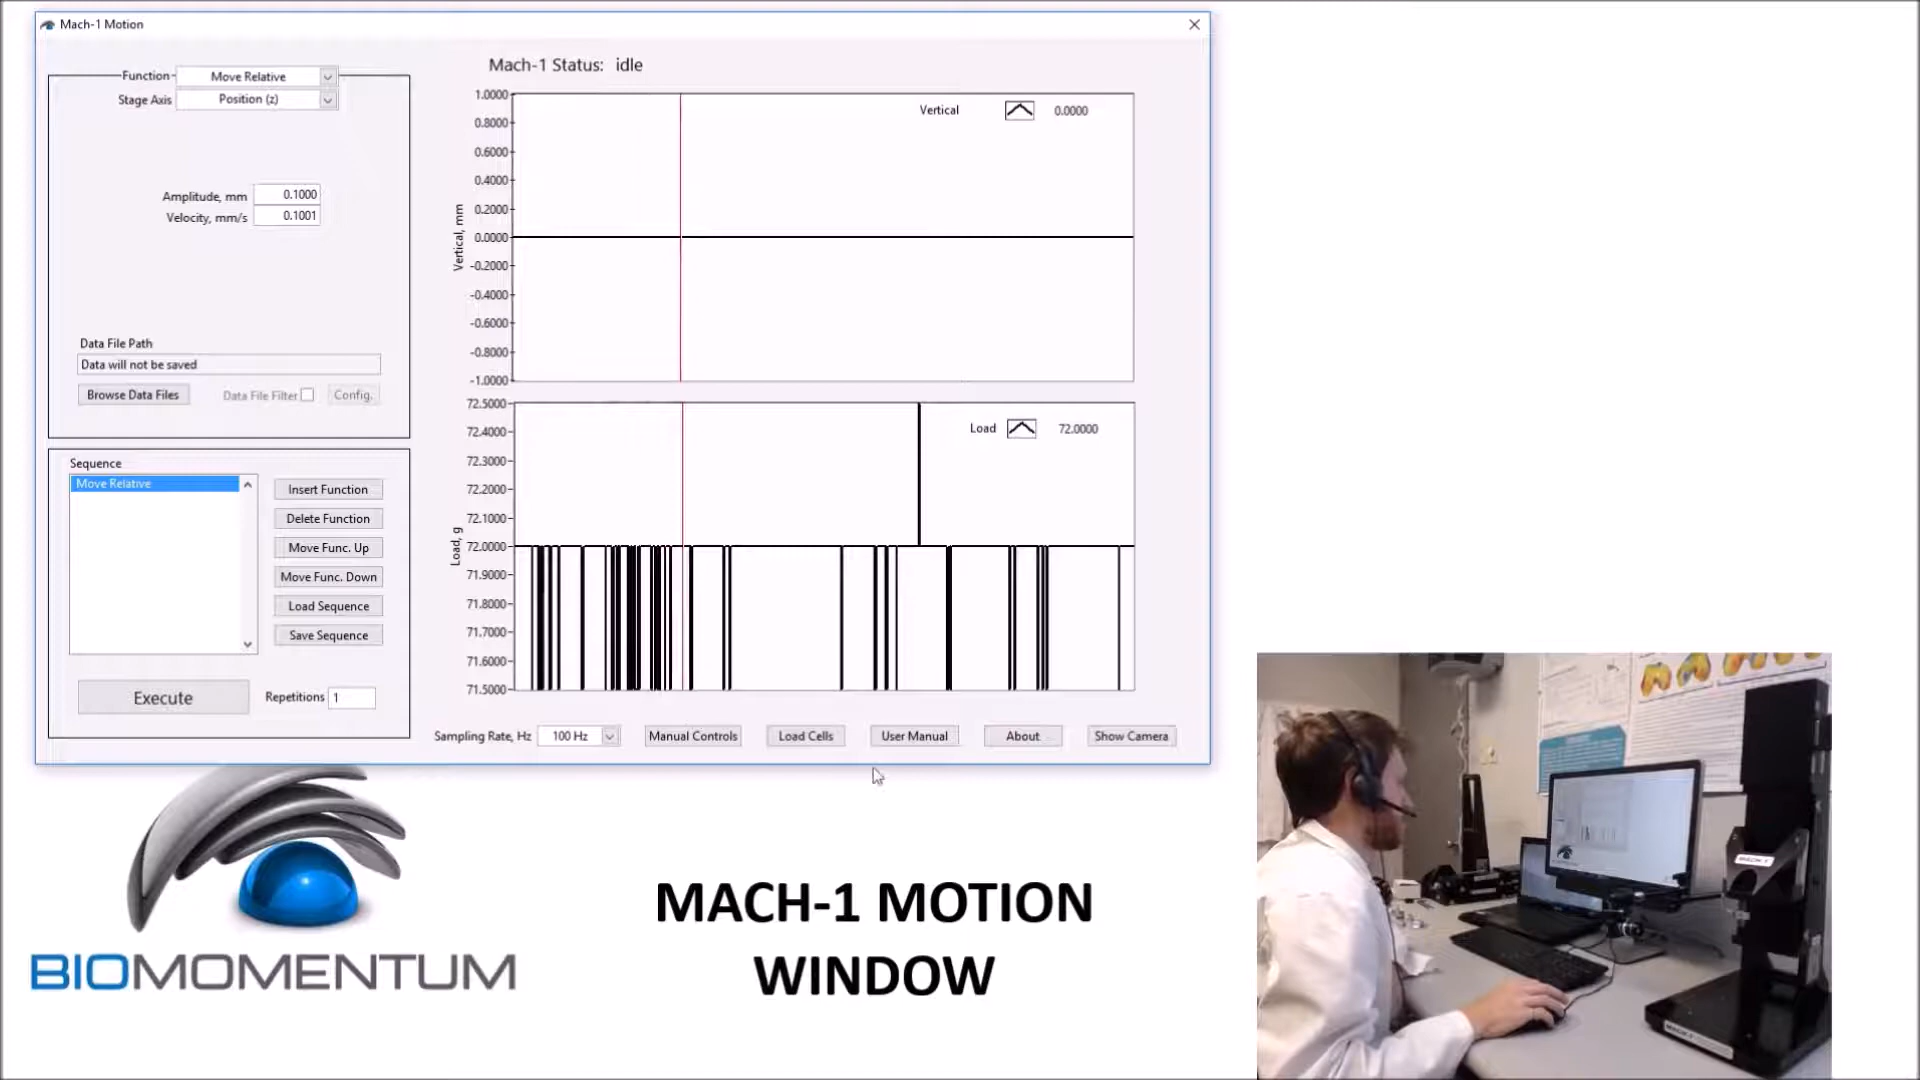 Mach-1 Motion
Function
Move Relative
Stage Axis
Position (z)
Amplitude, mm
0.1000
Velocity, mm/s
0.1001
Data File Path
Data will not be saved
Browse Data Files
Data File Filter
Config.
Sequence
Move Relative
Insert Function
Delete Function
Move Func. Up
Move Func. Down
Load Sequence
Save Sequence
Execute
Repetitions
1
Mach-1 Status: idle
Vertical
0.0000
Vertical, mm
1.0000
0.8000
0.6000
0.4000
0.2000
0.0000
-0.2000
-0.4000
-0.6000
-0.8000
-1.0000
Load
72.0000
Load, g
72.5000
72.4000
72.3000
72.2000
72.1000
72.0000
71.9000
71.8000
71.7000
71.6000
71.5000
Sampling Rate, Hz
100 Hz
Manual Controls
Load Cells
User Manual
About
Show Camera
BIOMOMENTUM
MACH-1 MOTION
WINDOW
MACH-1